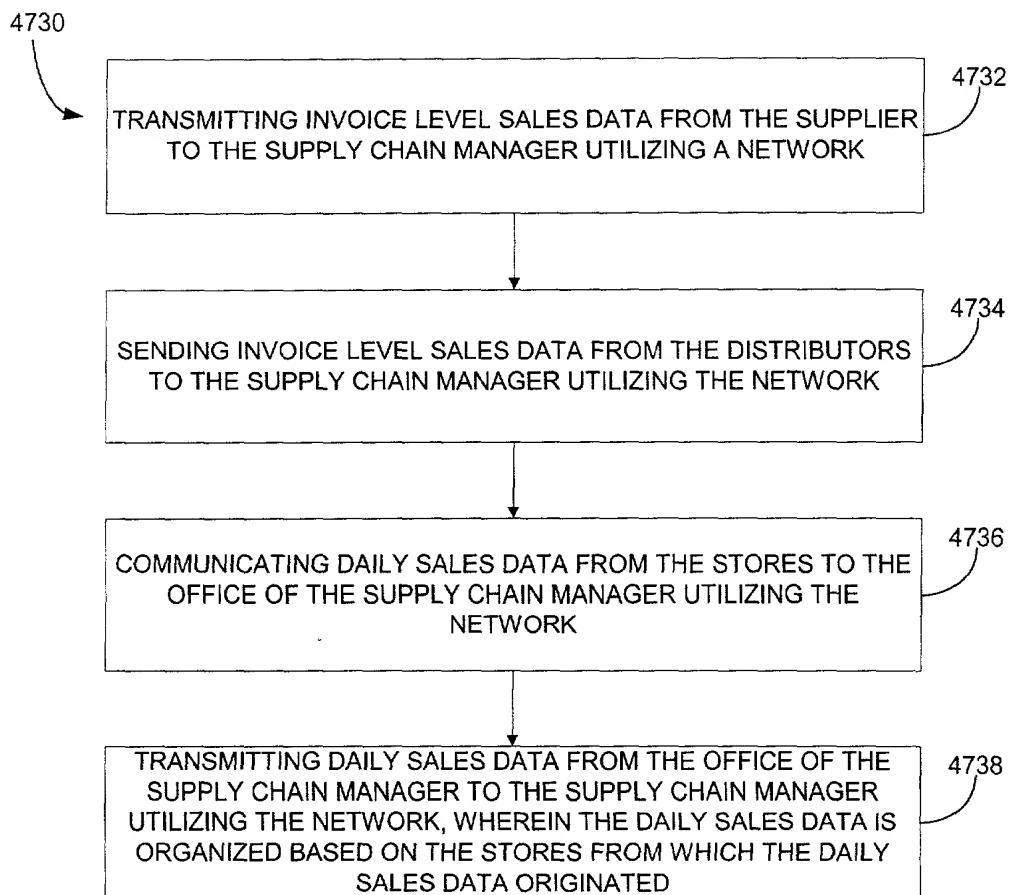 4730
4732
TRANSMITTING INVOICE LEVEL SALES DATA FROM THE SUPPLIER
TO THE SUPPLY CHAIN MANAGER UTILIZING A NETWORK
4734
SENDING INVOICE LEVEL SALES DATA FROM THE DISTRIBUTORS
TO THE SUPPLY CHAIN MANAGER UTILIZING THE NETWORK
4736
COMMUNICATING DAILY SALES DATA FROM THE STORES TO THE
OFFICE OF THE SUPPLY CHAIN MANAGER UTILIZING THE
NETWORK
4738
TRANSMITTING DAILY SALES DATA FROM THE OFFICE OF THE
SUPPLY CHAIN MANAGER TO THE SUPPLY CHAIN MANAGER
UTILIZING THE NETWORK, WHEREIN THE DAILY SALES DATA IS
ORGANIZED BASED ON THE STORES FROM WHICH THE DAILY
SALES DATA ORIGINATED